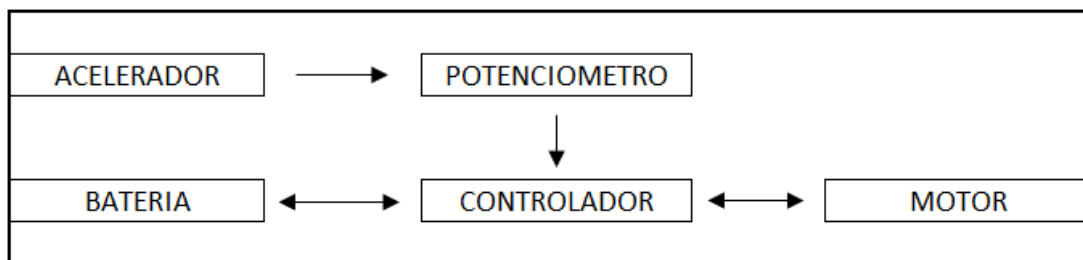 ACELERADOR
POTENCIOMETRO
BATERIA
CONTROLADOR
MOTOR